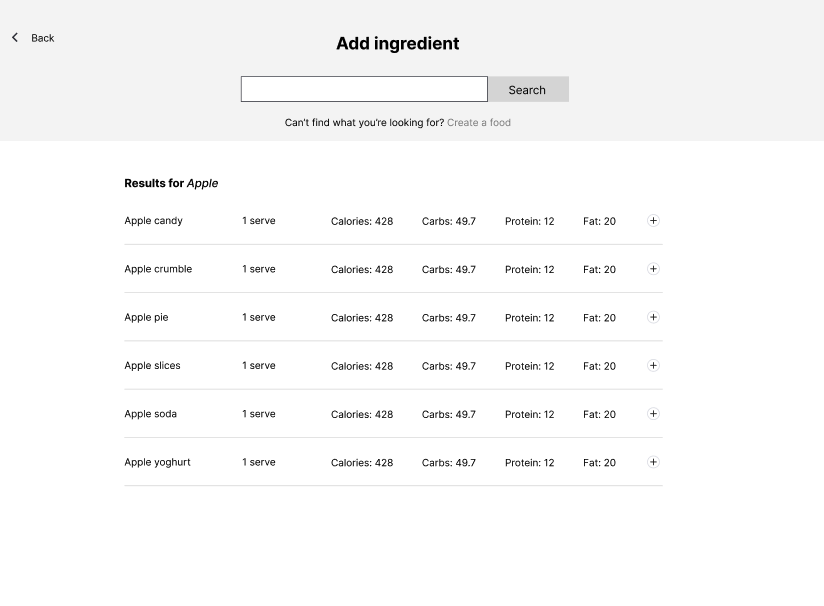 Back
Add ingredient
Search
Can't find what you're looking for? Create a food
Results for Apple
Apple candy 1 serve Calories: 428 Carbs: 49.7 Protein: 12 Fat: 20
Apple crumble 1 serve Calories: 428 Carbs: 49.7 Protein: 12 Fat: 20
Apple pie 1 serve Calories: 428 Carbs: 49.7 Protein: 12 Fat: 20
Apple slices 1 serve Calories: 428 Carbs: 49.7 Protein: 12 Fat: 20
Apple soda 1 serve Calories: 428 Carbs: 49.7 Protein: 12 Fat: 20
Apple yoghurt 1 serve Calories: 428 Carbs: 49.7 Protein: 12 Fat: 20